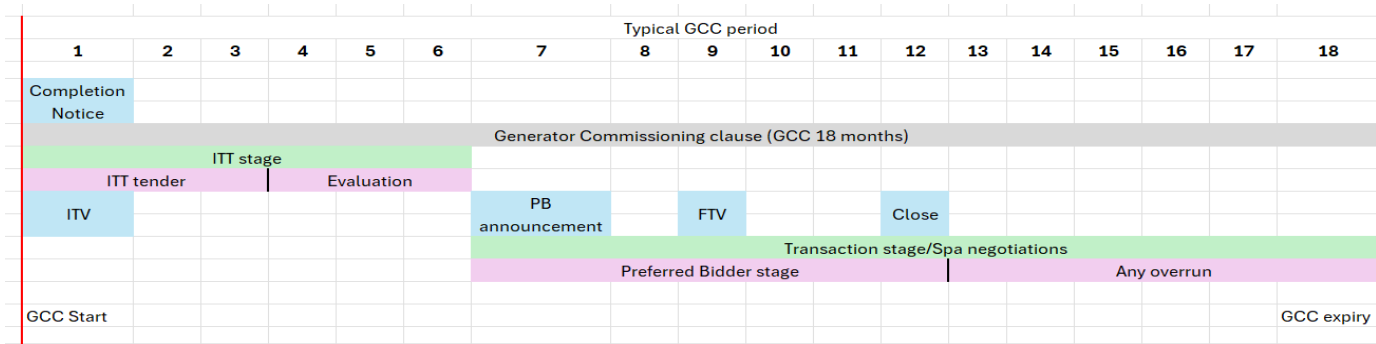 Typical GCC period
1 2 3 4 5 6 7 8 9 10 11 12 13 14 15 16 17 18
Completion
Notice
Generator Commissioning clause (GCC 18 months)
ITT stage
ITT tender Evaluation
ITV PB announcement FTV Close
Transaction stage/Spa negotiations
Preferred Bidder stage Any overrun
GCC Start GCC expiry